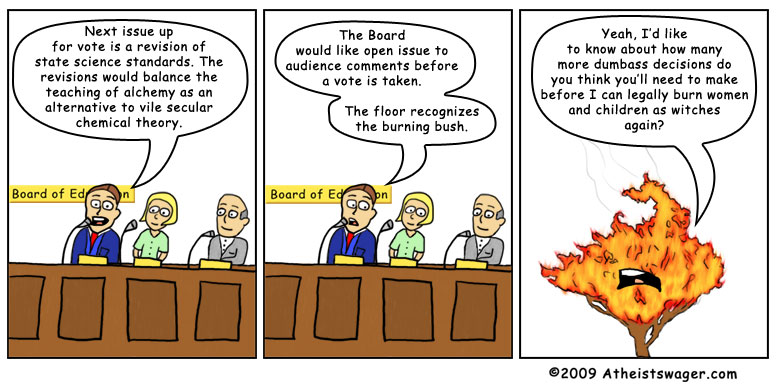 Next issue up
for vote is a revision of
state science standards. The
revisions would balance the
teaching of alchemy as an
alternative to vile secular
chemical theory.
Board of Ed on
The Board
would like open issue to
audience comments before
a vote is taken.
The floor recognizes
the burning bush.
Board of Ed on
Yeah, I'd like
to know about how many
more dumbass decisions do
you think you'll need to make
before I can legally burn women
and children as witches
again?
©2009 Atheistswager.com